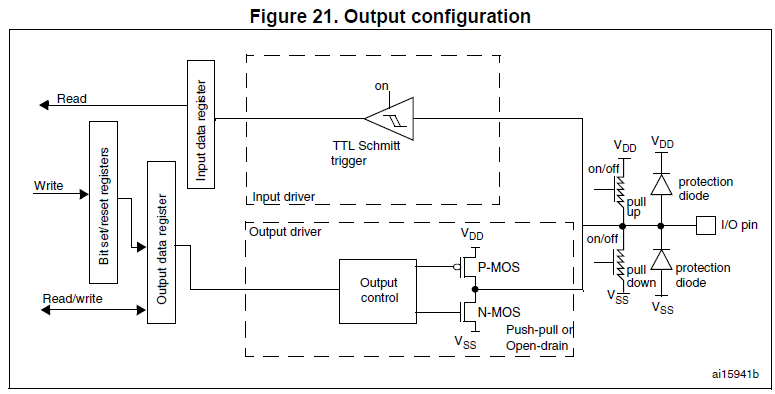 Figure 21. Output configuration
Read
Write
Read/write
Bit set/reset registers
Input data register
Output data register
on
TTL Schmitt
trigger
Input driver
Output driver
Output
control
VDD
P-MOS
N-MOS
VSS
Push-pull or
Open-drain
VDD
VDD
on/off
pull
up
protection
diode
I/O pin
on/off
pull
down
protection
diode
VSS
VSS
ai15941b